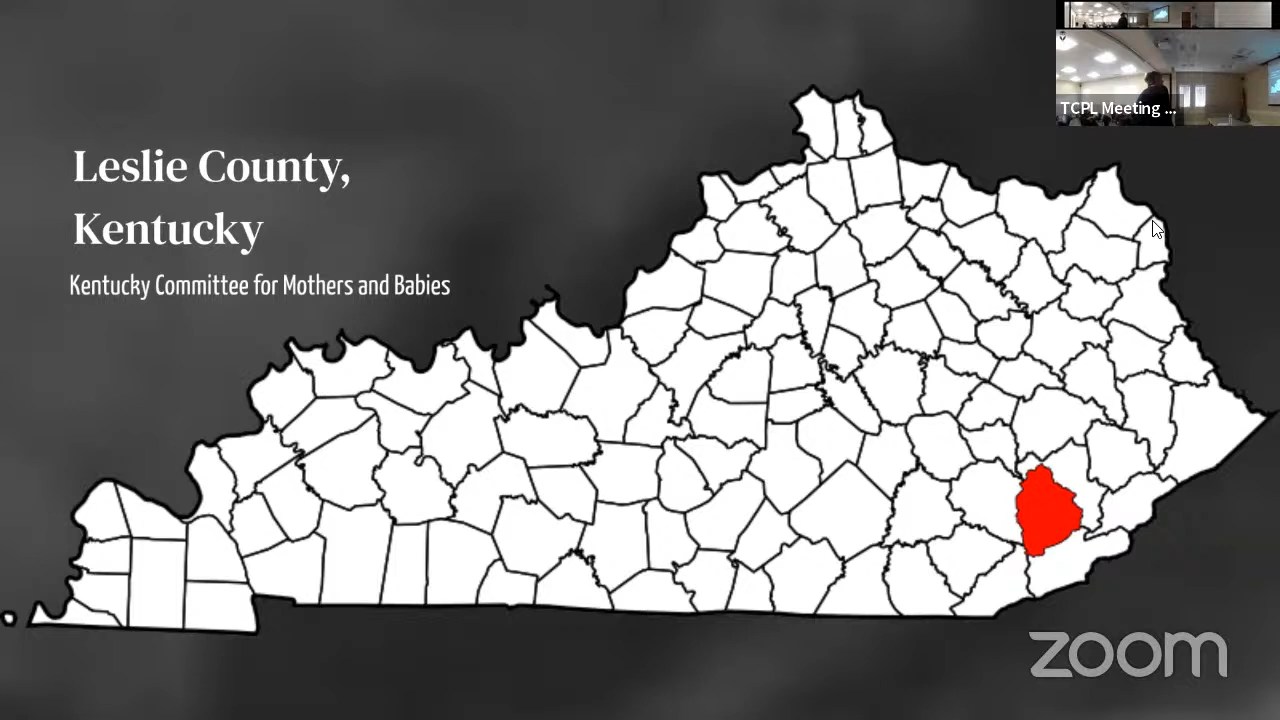 Leslie County,
Kentucky
Kentucky Committee for Mothers and Babies
TCPL Meeting ...
zoom